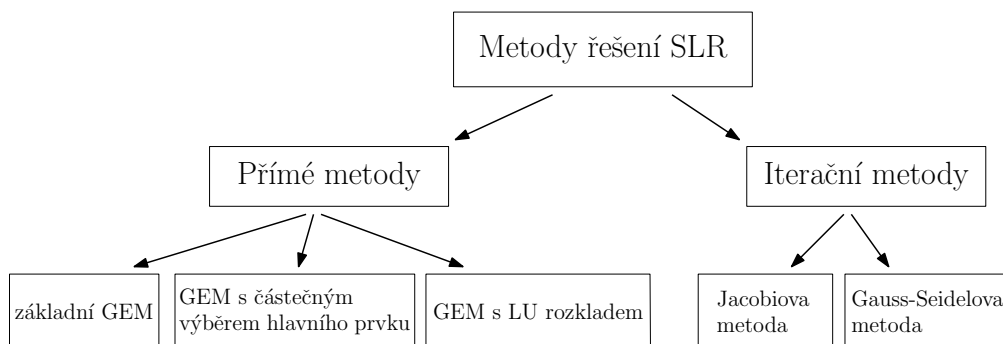 Metody řešení SLR
Přímé metody
Iterační metody
základní GEM
GEM s částečným
výběrem hlavního prvku
GEM s LU rozkladem
Jacobiova
metoda
Gauss-Seidelova
metoda